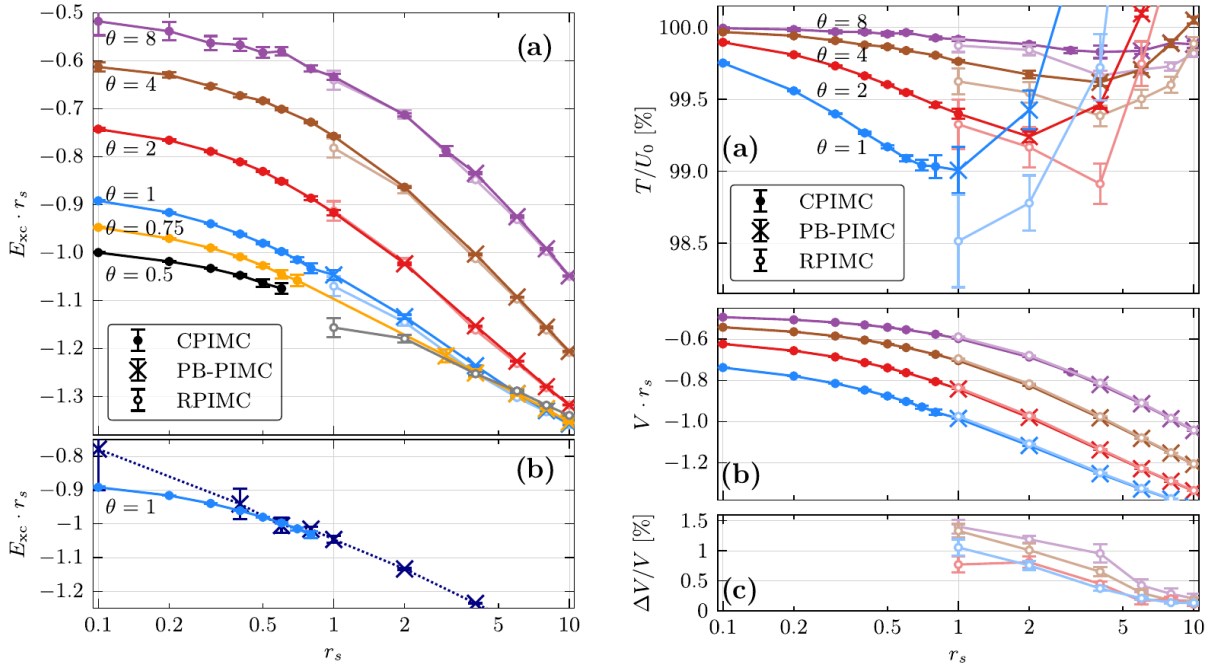 −0.5
−0.6
−0.7
−0.8
−0.9
−1.0
−1.1
−1.2
−1.3
E_xc · r_s
(a)
θ = 8
θ = 4
θ = 2
θ = 1
θ = 0.75
θ = 0.5
CPIMC
PB-PIMC
RPIMC
−0.8
−0.9
−1
−1.1
−1.2
E_xc · r_s
(b)
θ = 1
0.1 0.2 0.5 1 2 5 10
r_s
100.0
99.5
99.0
98.5
T/U_0 [%]
θ = 8
θ = 4
θ = 2
θ = 1
(a)
CPIMC
PB-PIMC
RPIMC
−0.6
−0.8
−1.0
−1.2
V · r_s
(b)
1.5
1
0.5
0
ΔV/V [%]
(c)
0.1 0.2 0.5 1 2 5 10
r_s